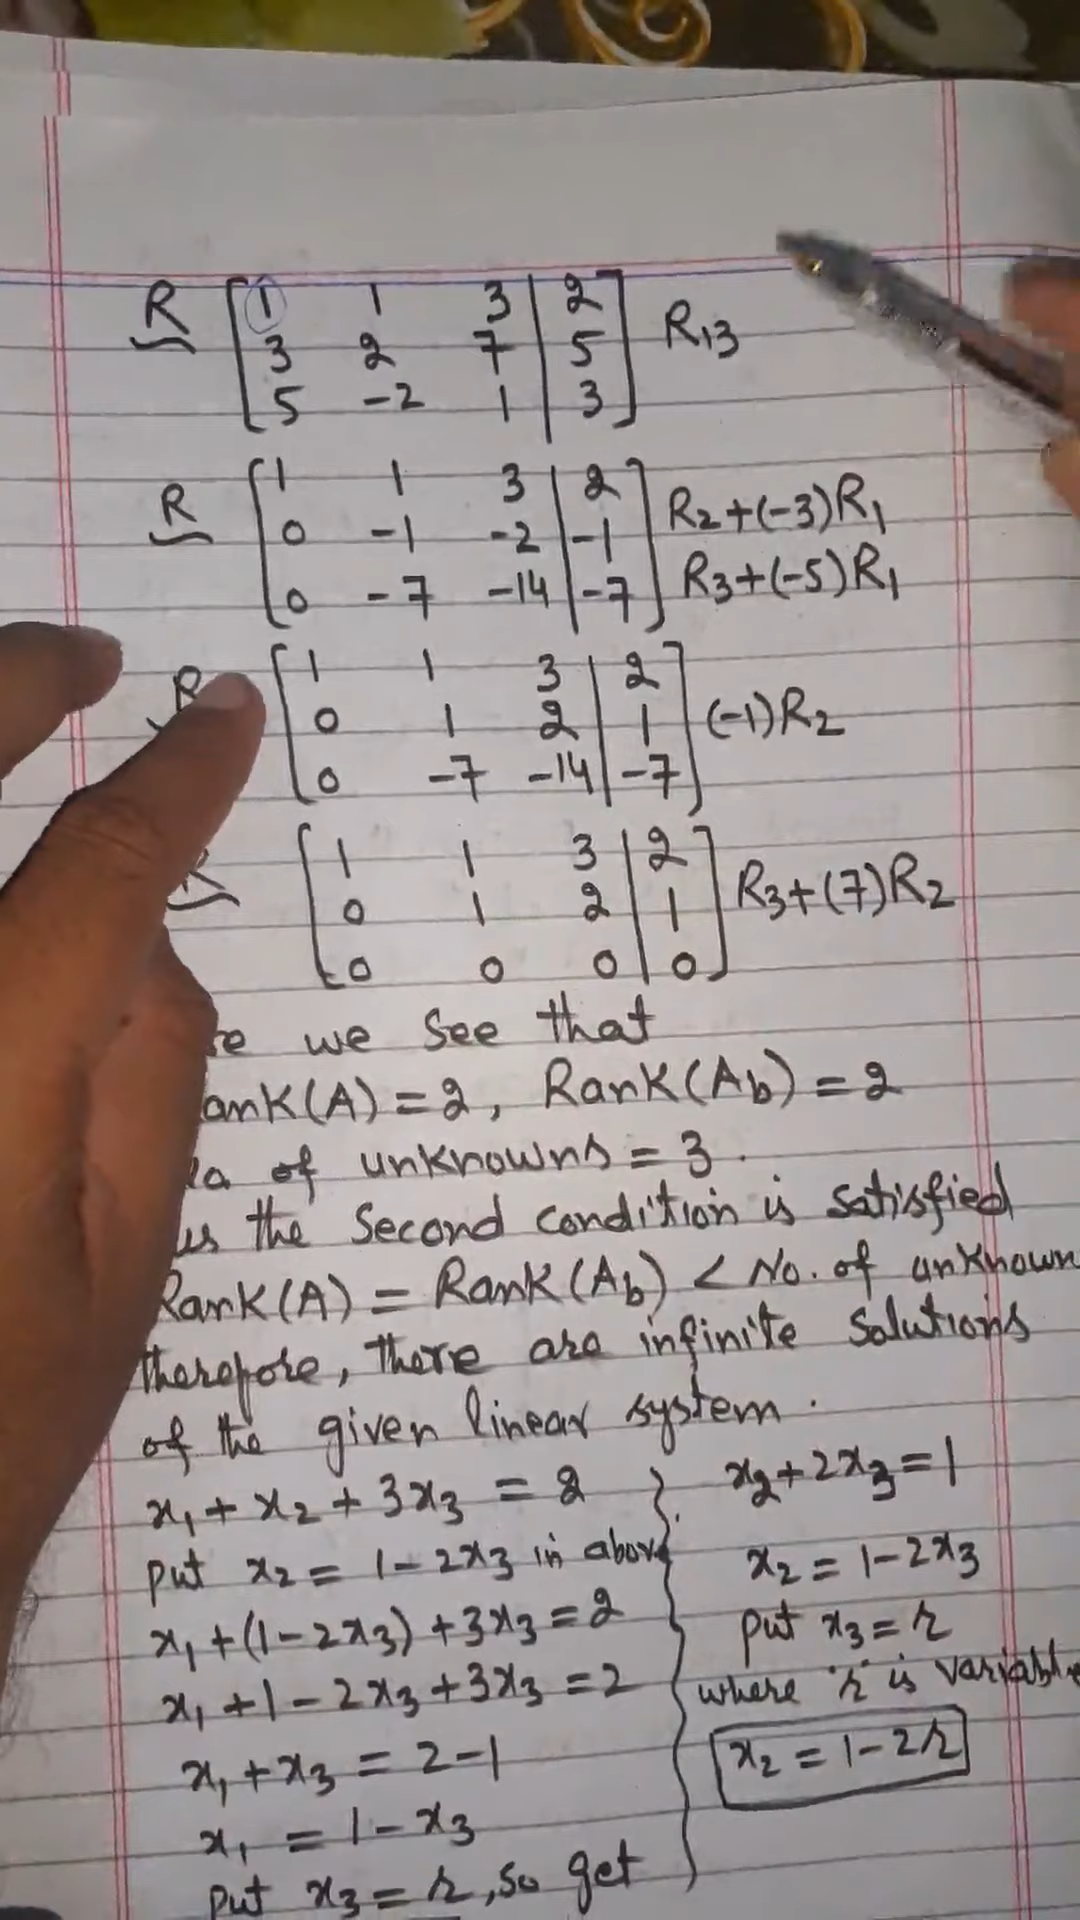 R [1 1 3 | 2] R13
[3 2 7 | 5]
[5 -2 1 | 3]
R [1 1 3 | 2]
[0 -1 -2 | -1] R2+(-3)R1
[0 -7 -14 | -7] R3+(-5)R1
R [1 1 3 | 2]
[0 1 2 | 1] (-1)R2
[0 -7 -14 | -7]
R [1 1 3 | 2]
[0 1 2 | 1] R3+(7)R2
[0 0 0 | 0]
re we see that
ank(A) = 2, Rank(Ab) = 2
of unknowns = 3.
us the second condition is satisfied
Rank(A) = Rank(Ab) < No. of unknown
therefore, there are infinite solutions
of the given linear system.
x1 + x2 + 3x3 = 2
put x2 = 1 - 2x3 in above
x1 + (1 - 2x3) + 3x3 = 2
x1 + 1 - 2x3 + 3x3 = 2
x1 + x3 = 2 - 1
x1 = 1 - x3
put x3 = r, so get
x2 + 2x3 = 1
x2 = 1 - 2x3
put x3 = r
where 'r' is variable
x2 = 1 - 2r